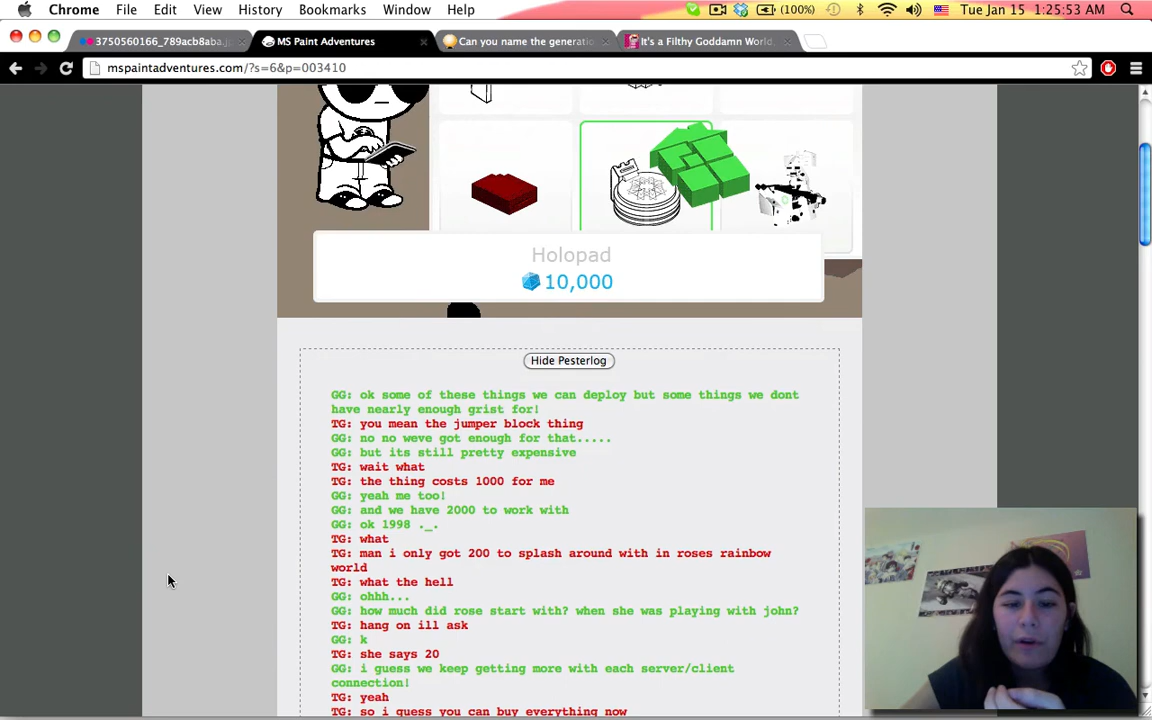 Chrome File Edit View History Bookmarks Window Help (100%) Tue Jan 15 1:25:53 AM
3750560166_789acb8aba.j MS Paint Adventures Can you name the generati It's a Filthy Goddamn World
mspaintadventures.com/?s=6&p=003410
Holopad
10,000
Hide Pesterlog
GG: ok some of these things we can deploy but some things we dont
have nearly enough grist for!
TG: you mean the jumper block thing
GG: no no weve got enough for that.....
GG: but its still pretty expensive
TG: wait what
TG: the thing costs 1000 for me
GG: yeah me too!
GG: and we have 2000 to work with
GG: ok 1998 ._.
TG: what
TG: man i only got 200 to splash around with in roses rainbow
world
TG: what the hell
GG: ohhh...
GG: how much did rose start with? when she was playing with john?
TG: hang on ill ask
GG: k
TG: she says 20
GG: i guess we keep getting more with each server/client
connection!
TG: yeah
TG: so i guess you can buy everything now